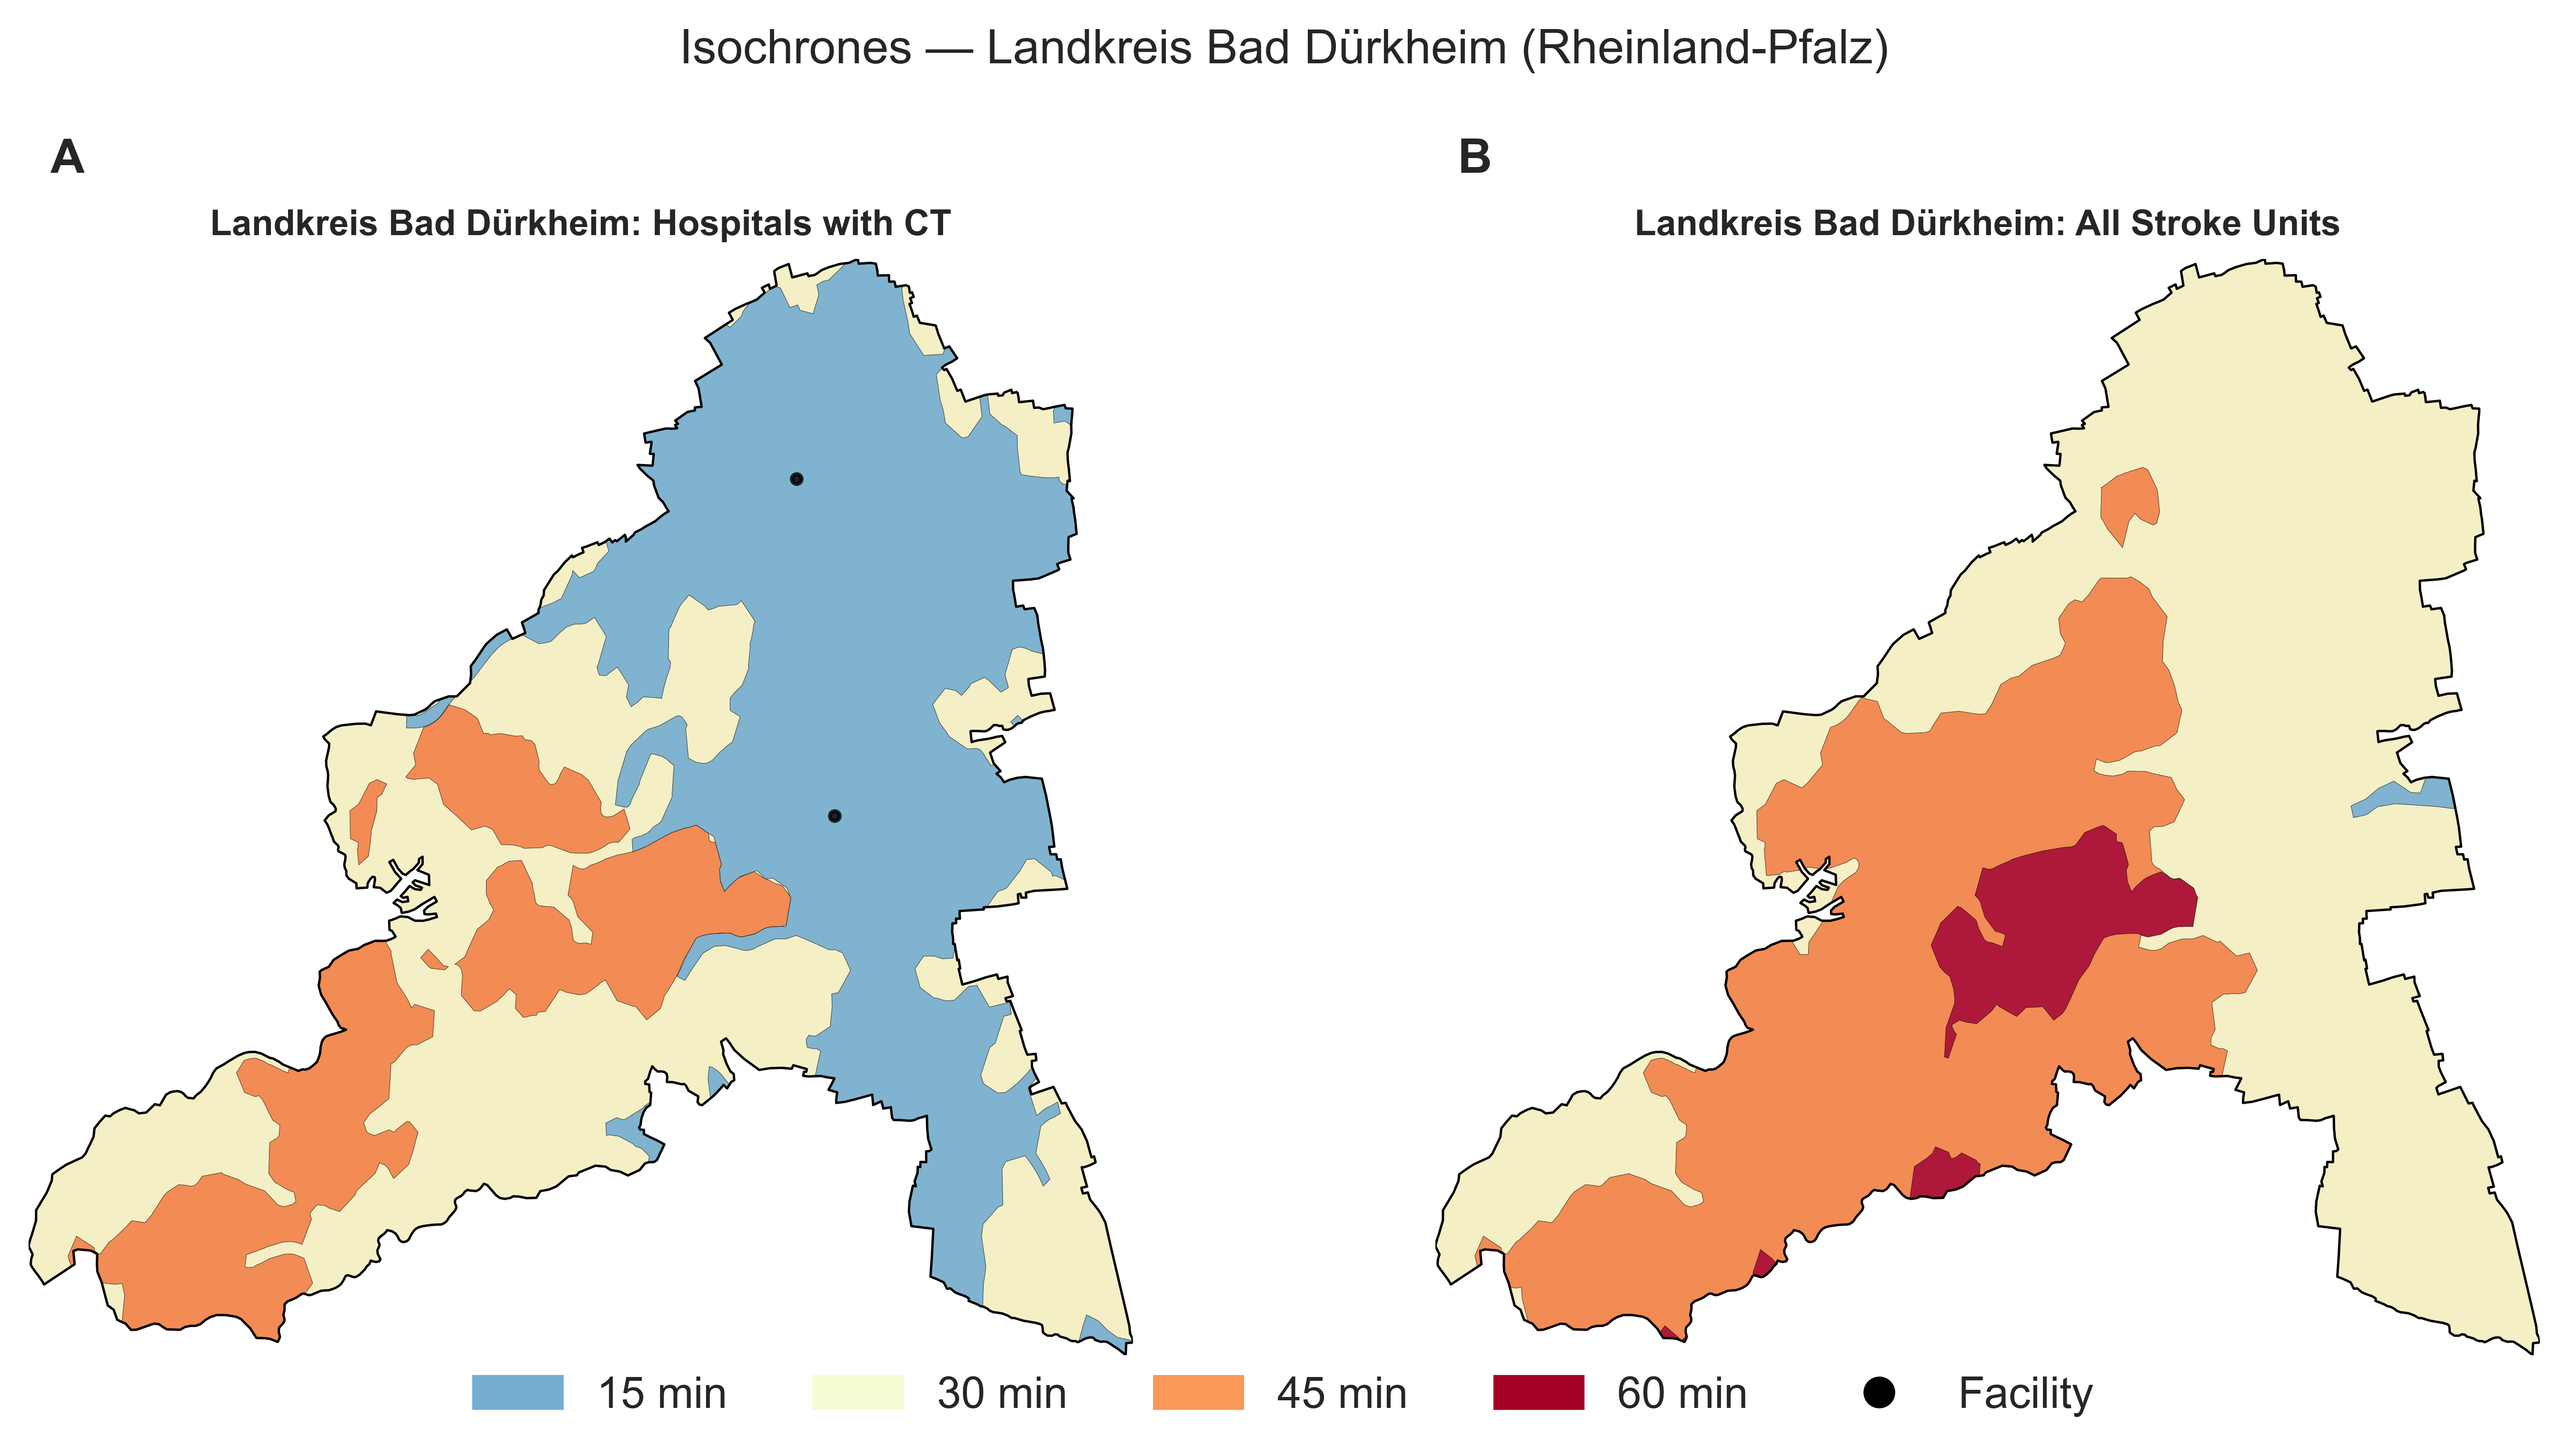 Isochrones — Landkreis Bad Dürkheim (Rheinland-Pfalz)
A
B
Landkreis Bad Dürkheim: Hospitals with CT
Landkreis Bad Dürkheim: All Stroke Units
15 min
30 min
45 min
60 min
Facility